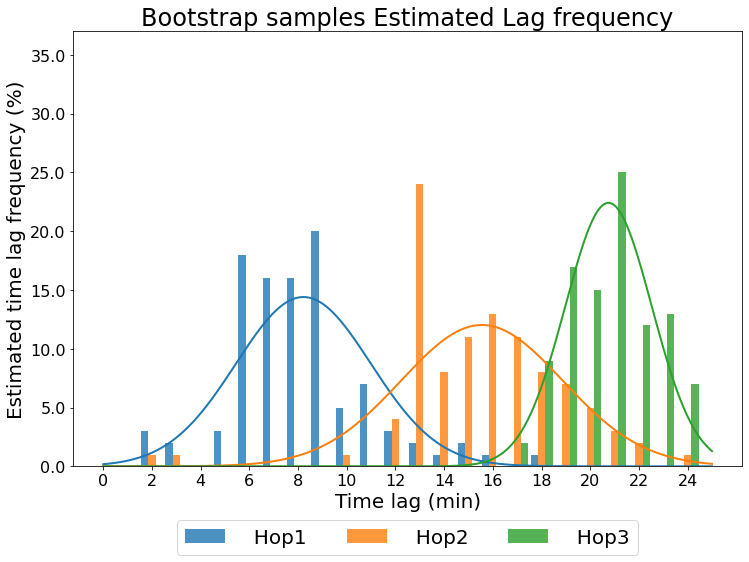 Bootstrap samples Estimated Lag frequency
Estimated time lag frequency (%)
35.0
30.0
25.0
20.0
15.0
10.0
5.0
0.0
0 2 4 6 8 10 12 14 16 18 20 22 24
Time lag (min)
Hop1 Hop2 Hop3